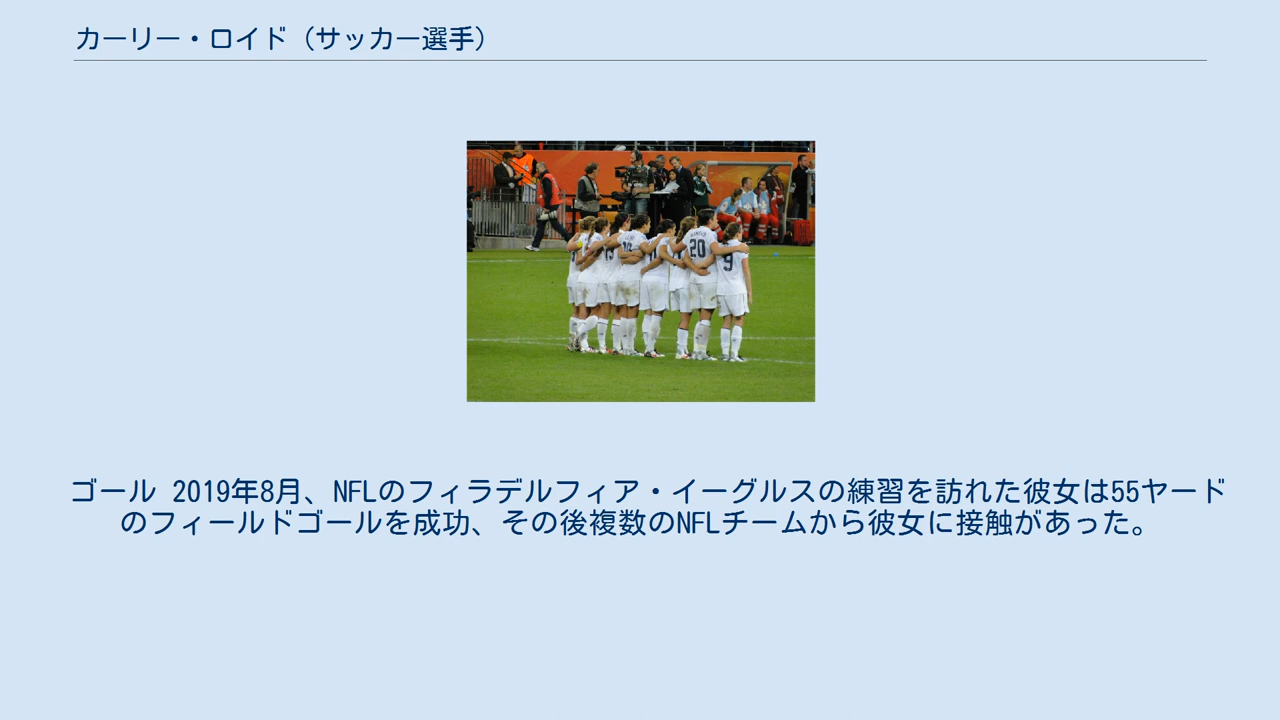 カーリー・ロイド（サッカー選手）
20
9
ゴール 2019年8月、NFLのフィラデルフィア・イーグルスの練習を訪れた彼女は55ヤード
のフィールドゴールを成功、その後複数のNFLチームから彼女に接触があった。